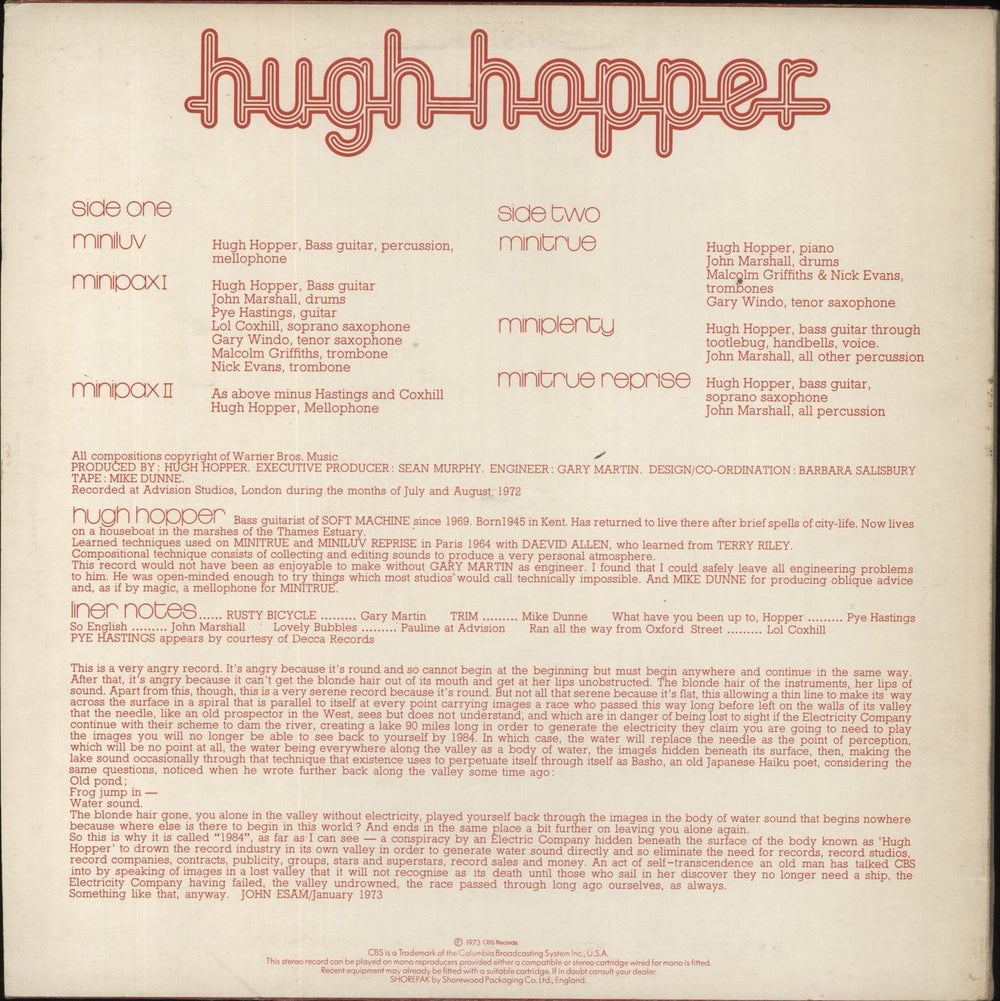 hugh hopper
side one
miniluv
Hugh Hopper, Bass guitar, percussion,
mellophone
minipax I
Hugh Hopper, Bass guitar
John Marshall, drums
Pye Hastings, guitar
Lol Coxhill, soprano saxophone
Gary Windo, tenor saxophone
Malcolm Griffiths, trombone
Nick Evans, trombone
minipax II
As above minus Hastings and Coxhill
Hugh Hopper, Mellophone
side two
minitrue
Hugh Hopper, piano
John Marshall, drums
Malcolm Griffiths & Nick Evans,
trombones
Gary Windo, tenor saxophone
miniplenty
Hugh Hopper, bass guitar through
tootlebug, handbells, voice.
John Marshall, all other percussion
minitrue reprise
Hugh Hopper, bass guitar,
soprano saxophone
John Marshall, all percussion
All compositions copyright of Warner Bros. Music
PRODUCED BY: HUGH HOPPER. EXECUTIVE PRODUCER: SEAN MURPHY. ENGINEER: GARY MARTIN. DESIGN/CO-ORDINATION: BARBARA SALISBURY
TAPE: MIKE DUNNE.
Recorded at Advision Studios, London during the months of July and August, 1972
hugh hopper Bass guitarist of SOFT MACHINE since 1969. Born1945 in Kent. Has returned to live there after brief spells of city-life. Now lives
on a houseboat in the marshes of the Thames Estuary.
Learned techniques used on MINITRUE and MINITRUE REPRISE in Paris 1964 with DAEVID ALLEN, who learned from TERRY RILEY.
Compositional technique consists of collecting and editing sounds to produce a very personal atmosphere.
This record would not have been as enjoyable to make without GARY MARTIN as engineer. I found that I could safely leave all engineering problems
to him. He was open-minded enough to try things which most studios would call technically impossible. And MIKE DUNNE for producing oblique advice
and, as if by magic, a mellophone for MINITRUE.
liner notes...... RUSTY BICYCLE ......... Gary Martin TRIM ......... Mike Dunne What have you been up to, Hopper ......... Pye Hastings
So English ......... John Marshall Lovely Bubbles ......... Pauline at Advision Ran all the way from Oxford Street ......... Lol Coxhill
PYE HASTINGS appears by courtesy of Decca Records
This is a very angry record. It's angry because it's round and so cannot begin at the beginning but must begin anywhere and continue in the same way.
After that, it's angry because it can't get the blonde hair out of its mouth and get at her lips unobstructed. The blonde hair of the instruments, her lips of
sound. Apart from this, though, this is a very serene record because it's round. But not all that serene because it's flat, this allowing a thin line to make its way
across the surface in a spiral that is parallel to itself at every point carrying images a race who passed this way long before left on the walls of its valley
that the needle, like an old prospector in the West, sees but does not understand, and which are in danger of being lost to sight if the Electricity Company
continue with their scheme to dam the river, creating a lake 90 miles long in order to generate the electricity they claim you are going to need to play
the images you will no longer be able to see back to yourself by 1984. In which case, the water will replace the needle as the point of perception,
which will be no point at all, the water being everywhere along the valley as a body of water, the images hidden beneath its surface, then, making the
lake sound occasionally through that technique that existence uses to perpetuate itself through itself as Basho, an old Japanese Haiku poet, considering the
same questions, noticed when he wrote further back along the valley some time ago:
Old pond;
Frog jump in —
Water sound.
The blonde hair gone, you alone in the valley without electricity, played yourself back through the images in the body of water sound that begins nowhere
because where else is there to begin in this world? And ends in the same place a bit further on leaving you alone again.
So this is why it is called "1984", as far as I can see — a conspiracy by an Electric Company hidden beneath the surface of the body known as 'Hugh
Hopper' to drown the record industry in its own valley in order to generate water sound directly and so eliminate the need for records, record studios,
record companies, contracts, publicity, groups, stars and superstars, record sales and money. An act of self-transcendence an old man has talked CBS
into by speaking of images in a lost valley that it will not recognise as its death until those who sail in her discover they no longer need a ship, the
Electricity Company having failed, the valley undrowned, the race passed through long ago ourselves, as always.
Something like that, anyway. JOHN ESAM/January 1973
℗ 1973 CBS Records
CBS is a Trademark of the Columbia Broadcasting System Inc., U.S.A.
This stereo record can be played on mono reproducers provided either a compatible or stereo cartridge wired for mono is fitted.
Recent equipment may already be fitted with a suitable cartridge. If in doubt consult your dealer.
SHOREPAK by Shorewood Packaging Co. Ltd., England.